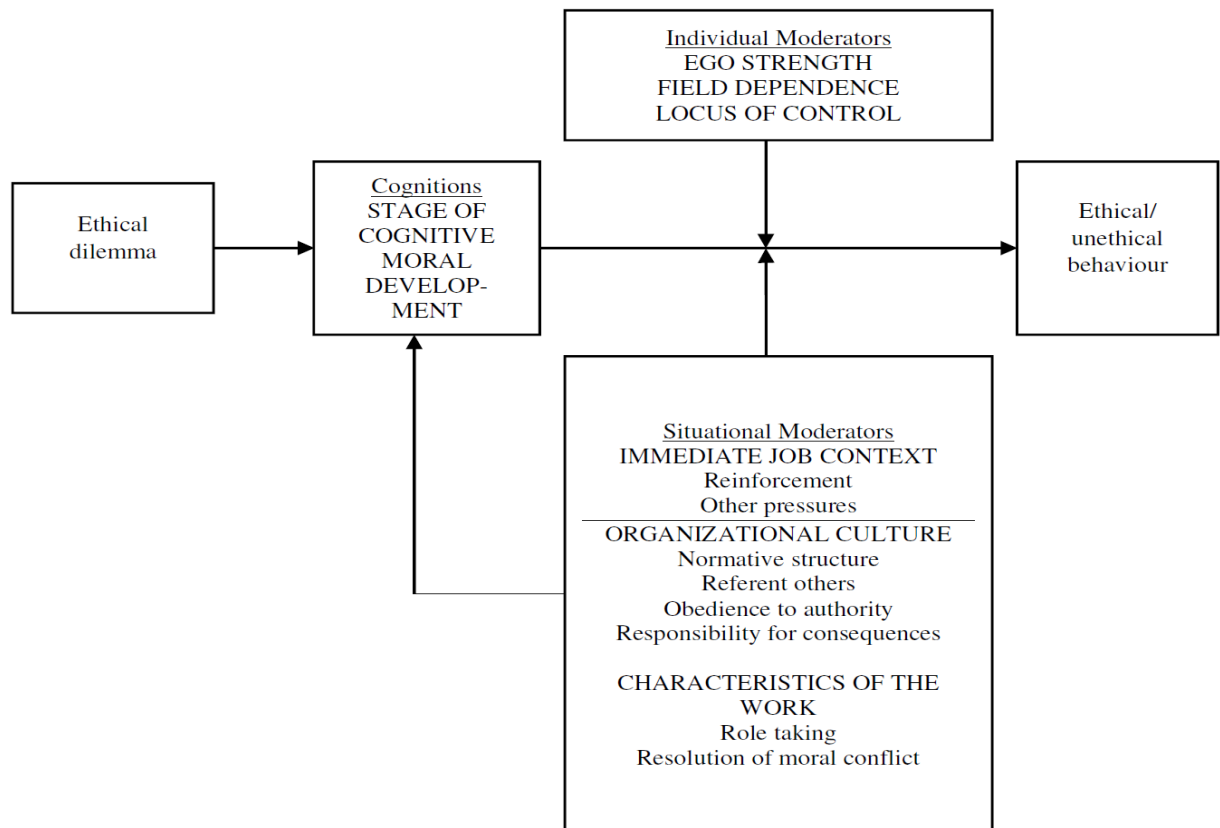 Individual Moderators
EGO STRENGTH
FIELD DEPENDENCE
LOCUS OF CONTROL
Ethical
dilemma
Cognitions
STAGE OF
COGNITIVE
MORAL
DEVELOP-
MENT
Ethical/
unethical
behaviour
Situational Moderators
IMMEDIATE JOB CONTEXT
Reinforcement
Other pressures
ORGANIZATIONAL CULTURE
Normative structure
Referent others
Obedience to authority
Responsibility for consequences
CHARACTERISTICS OF THE
WORK
Role taking
Resolution of moral conflict